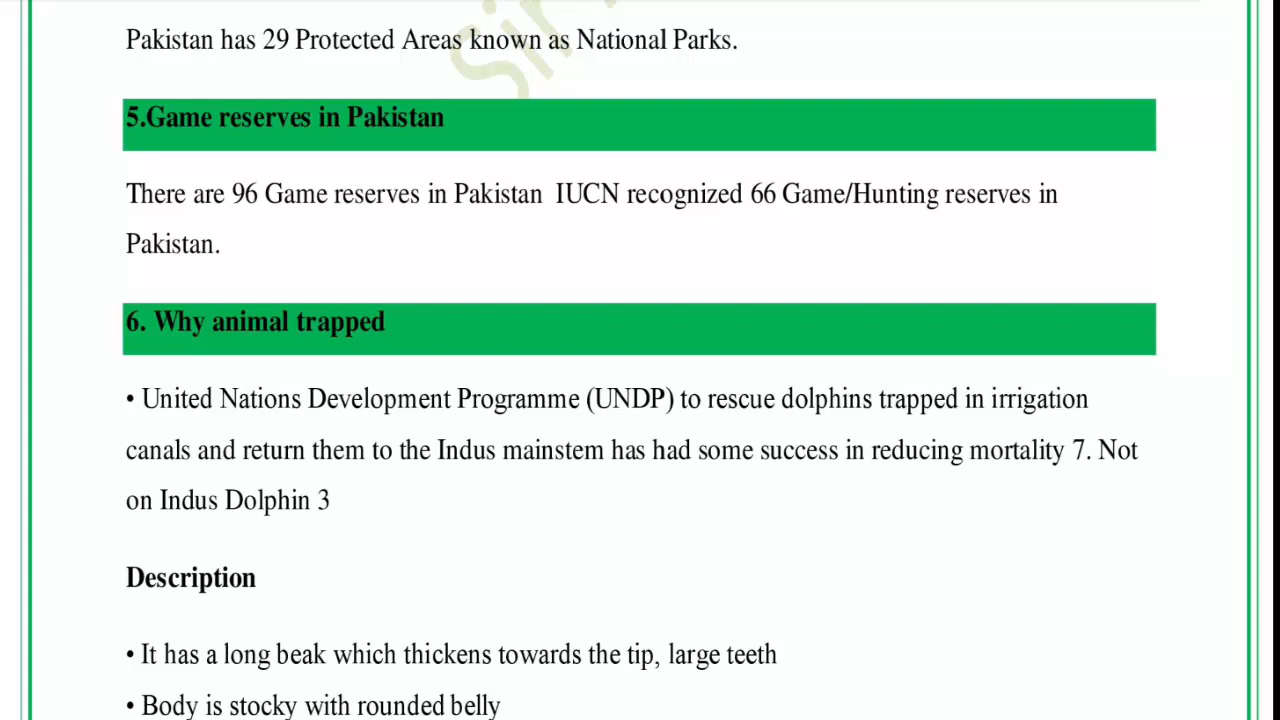 Pakistan has 29 Protected Areas known as National Parks.
5.Game reserves in Pakistan
There are 96 Game reserves in Pakistan IUCN recognized 66 Game/Hunting reserves in
Pakistan.
6. Why animal trapped
• United Nations Development Programme (UNDP) to rescue dolphins trapped in irrigation
canals and return them to the Indus mainstem has had some success in reducing mortality 7. Not
on Indus Dolphin 3
Description
• It has a long beak which thickens towards the tip, large teeth
• Body is stocky with rounded belly